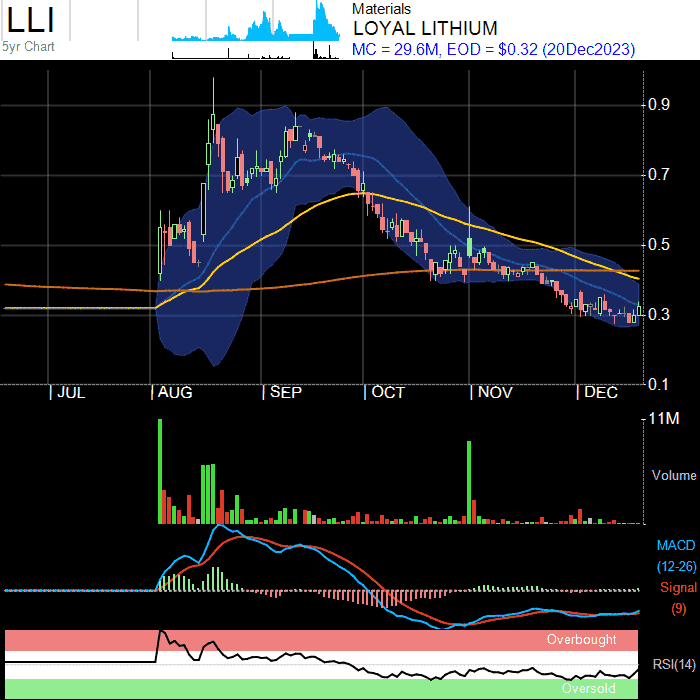 LLI
5yr Chart
Materials
LOYAL LITHIUM
MC = 29.6M, EOD = $0.32 (20Dec2023)
0.9
0.7
0.5
0.3
0.1
| JUL | AUG | SEP | OCT | NOV | DEC
11M
Volume
MACD
(12-26)
Signal
(9)
Overbought
RSI(14)
Oversold